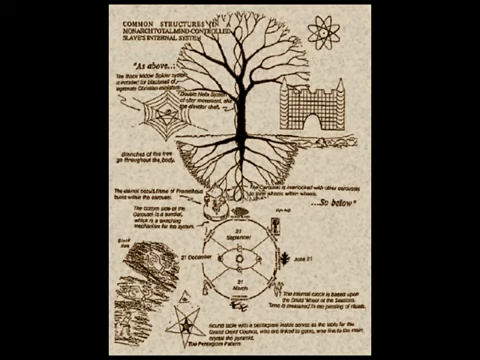 COMMON STRUCTURES IN A
MONARCH TOTAL MIND-CONTROLLED
SLAVE'S INTERNAL SYSTEM
"As above...
The Black Widow Spider system
is installed for blackmail of
legitimate Christian ministers.
Double Helix System
of altar movement, aka
the elevator shaft.
Branches of the tree
go throughout the body.
The eternal occult flame of Prometheus
found within the carousel.
The Carousel is interlocked with other carousels
to wheels within wheels.
...So below"
The bottom side of the
Carousel is a sundial,
which is a switching
mechanism for the system.
21
September
21 December
June 21
21
March
The internal clock is based upon
the Druid Wheel of the Seasons.
Time is measured in the passing of rituals.
Round table with a pentagram inside serves as the table for the
Grand Druid Council, who are linked to gems, who line the main
crystal the pyramid.
The Pentagram Pattern